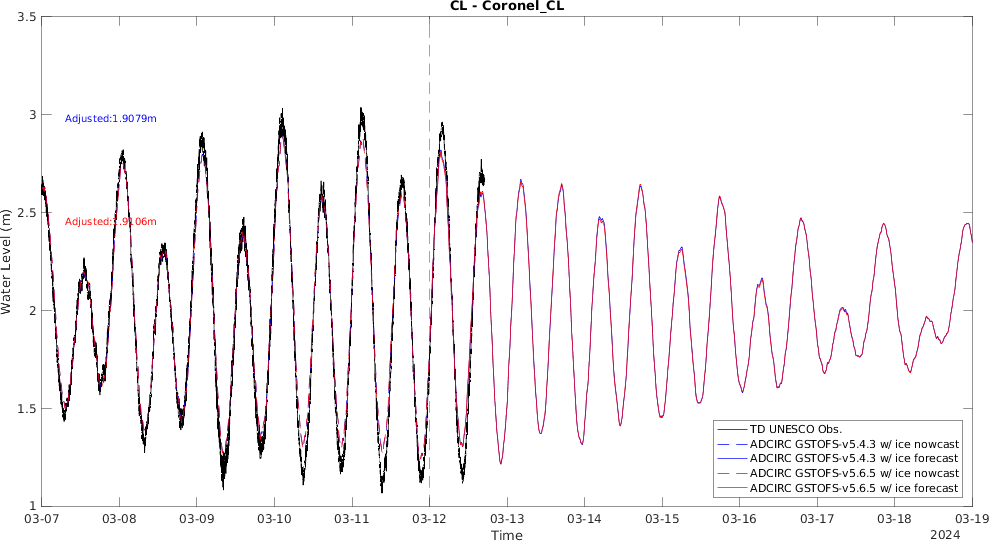 CL - Coronel_CL
3.5
3
2.5
2
1.5
1
Water Level (m)
Adjusted:1.9079m
Adjusted:1.9106m
03-07 03-08 03-09 03-10 03-11 03-12 03-13 03-14 03-15 03-16 03-17 03-18 03-19
Time
2024
TD UNESCO Obs.
ADCIRC GSTOFS-v5.4.3 w/ ice nowcast
ADCIRC GSTOFS-v5.4.3 w/ ice forecast
ADCIRC GSTOFS-v5.6.5 w/ ice nowcast
ADCIRC GSTOFS-v5.6.5 w/ ice forecast